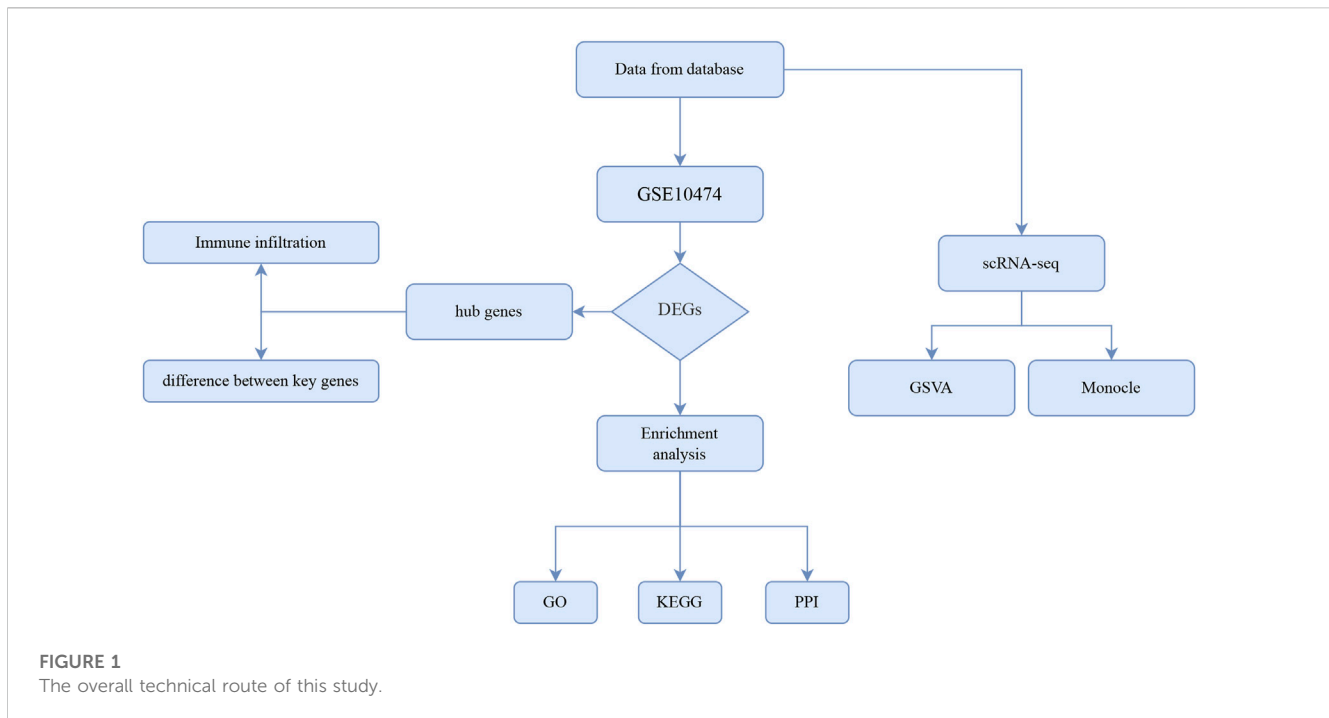 Data from database
GSE10474
Immune infiltration
scRNA-seq
hub genes
DEGs
difference between key genes
GSVA
Monocle
Enrichment
analysis
GO
KEGG
PPI
FIGURE 1
The overall technical route of this study.